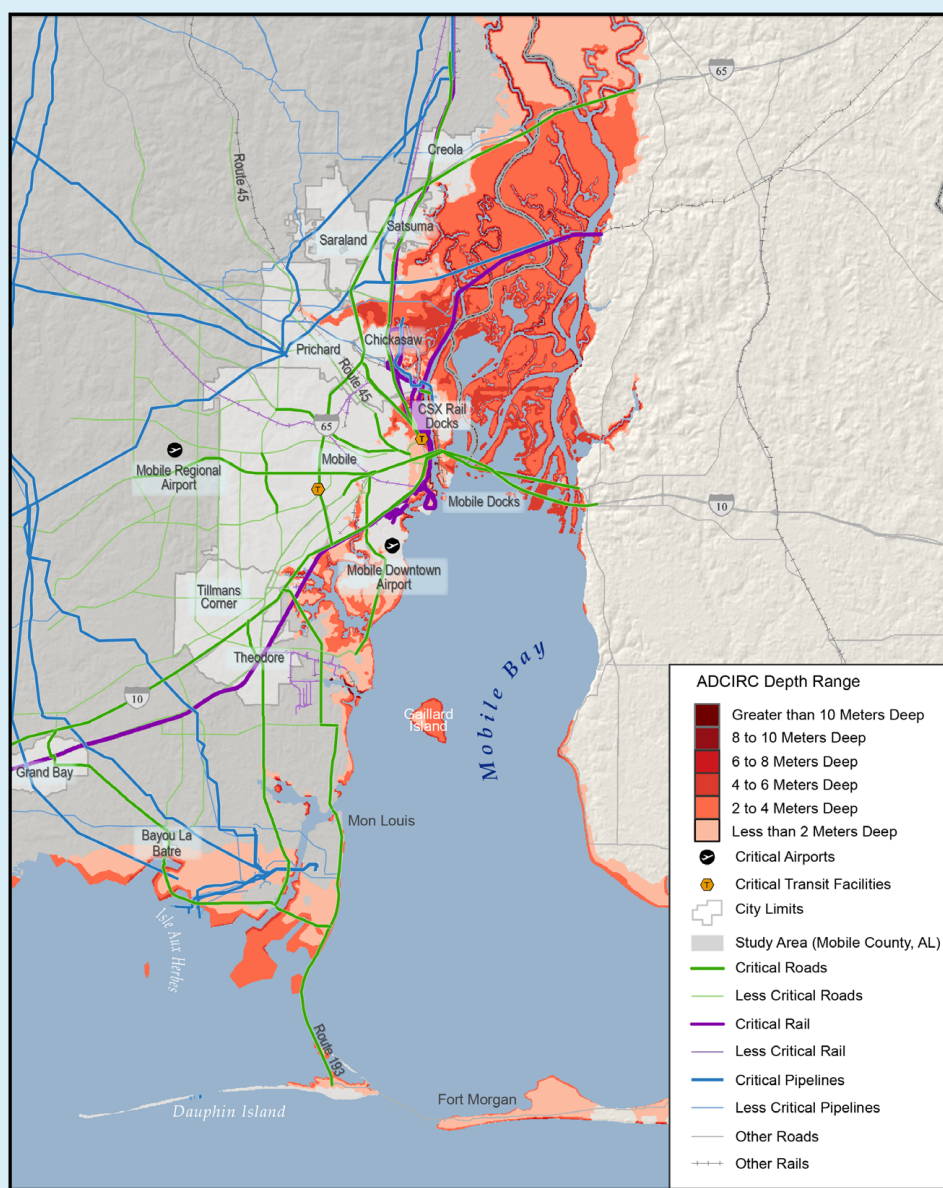 65
Creola
Route 45
Satsuma
Saraland
Chickasaw
Prichard
Route 45
CSX Rail
Docks
65
Mobile
Mobile Regional
Airport
Mobile Docks
10
Mobile Downtown
Airport
Tillmans
Corner
Theodore
Mobile Bay
10
Gaillard
Island
Grand Bay
Mon Louis
Bayou La
Batre
Isle Aux Herbes
Route 193
Dauphin Island
Fort Morgan
ADCIRC Depth Range
Greater than 10 Meters Deep
8 to 10 Meters Deep
6 to 8 Meters Deep
4 to 6 Meters Deep
2 to 4 Meters Deep
Less than 2 Meters Deep
Critical Airports
T Critical Transit Facilities
City Limits
Study Area (Mobile County, AL)
Critical Roads
Less Critical Roads
Critical Rail
Less Critical Rail
Critical Pipelines
Less Critical Pipelines
Other Roads
Other Rails
T
T